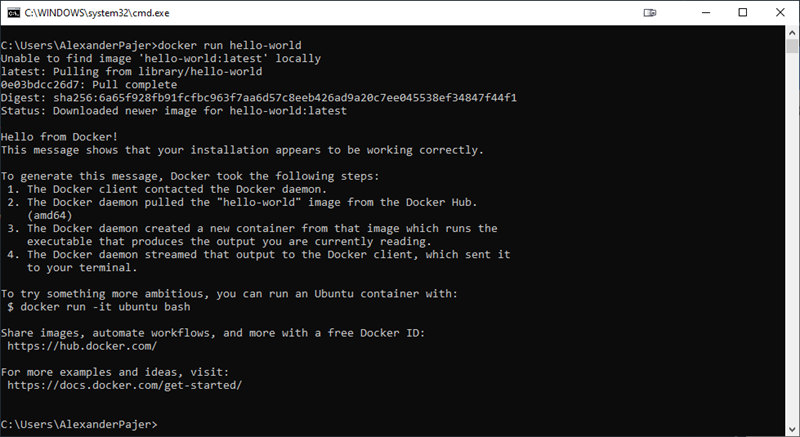 C:\WINDOWS\system32\cmd.exe
C:\Users\AlexanderPajer>docker run hello-world
Unable to find image 'hello-world:latest' locally
latest: Pulling from library/hello-world
0e03bdcc26d7: Pull complete
Digest: sha256:6a65f928fb91fcfbc963f7aa6d57c8eeb426ad9a20c7ee045538ef34847f44f1
Status: Downloaded newer image for hello-world:latest
Hello from Docker!
This message shows that your installation appears to be working correctly.
To generate this message, Docker took the following steps:
1. The Docker client contacted the Docker daemon.
2. The Docker daemon pulled the "hello-world" image from the Docker Hub.
(amd64)
3. The Docker daemon created a new container from that image which runs the
executable that produces the output you are currently reading.
4. The Docker daemon streamed that output to the Docker client, which sent it
to your terminal.
To try something more ambitious, you can run an Ubuntu container with:
$ docker run -it ubuntu bash
Share images, automate workflows, and more with a free Docker ID:
https://hub.docker.com/
For more examples and ideas, visit:
https://docs.docker.com/get-started/
C:\Users\AlexanderPajer>